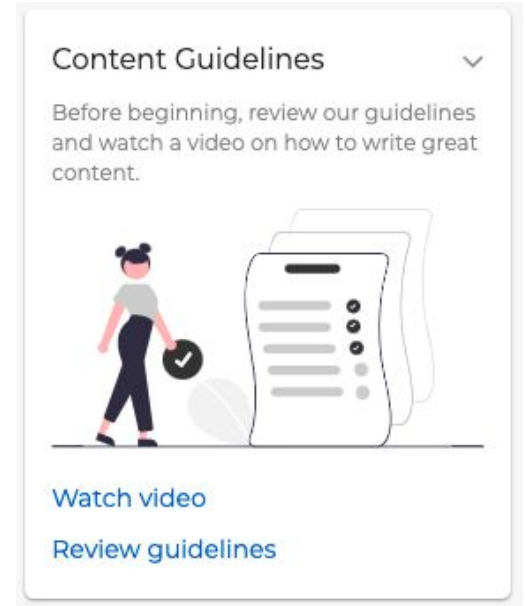 Content Guidelines
Before beginning, review our guidelines
and watch a video on how to write great
content.
Watch video
Review guidelines